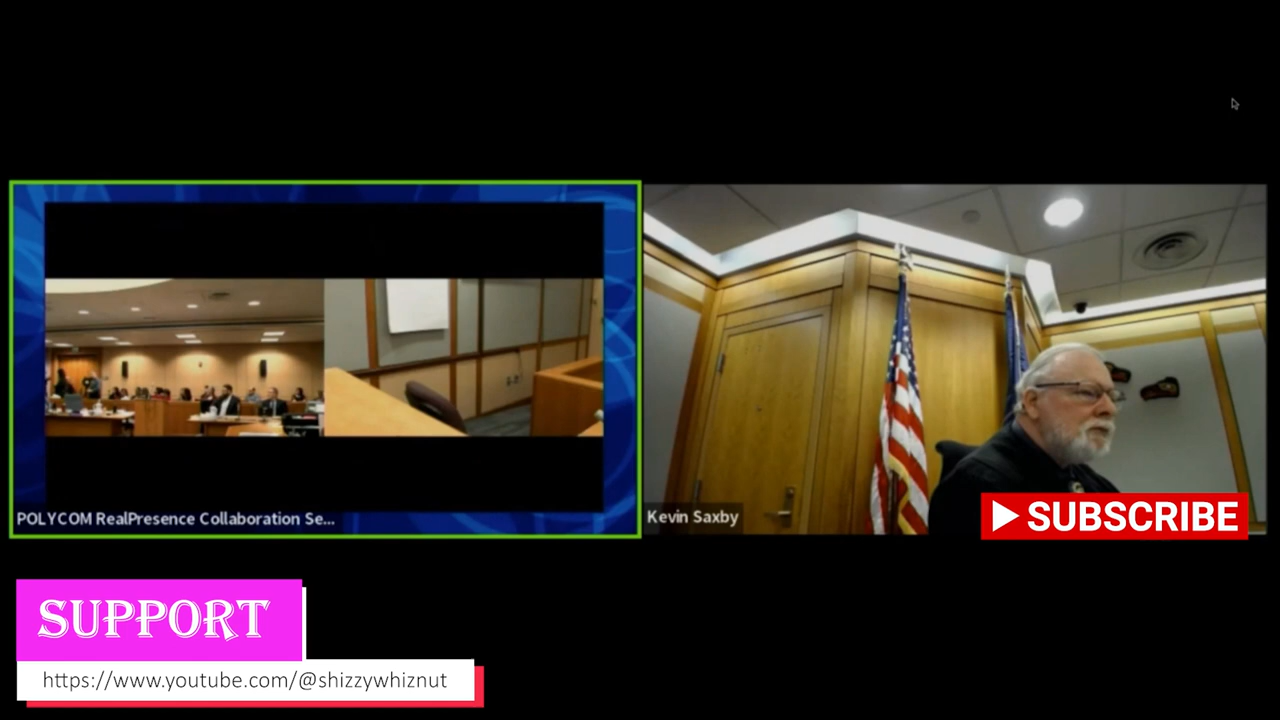 POLYCOM RealPresence Collaboration Se...
Kevin Saxby
SUBSCRIBE
SUPPORT
https://www.youtube.com/@shizzywhiznut